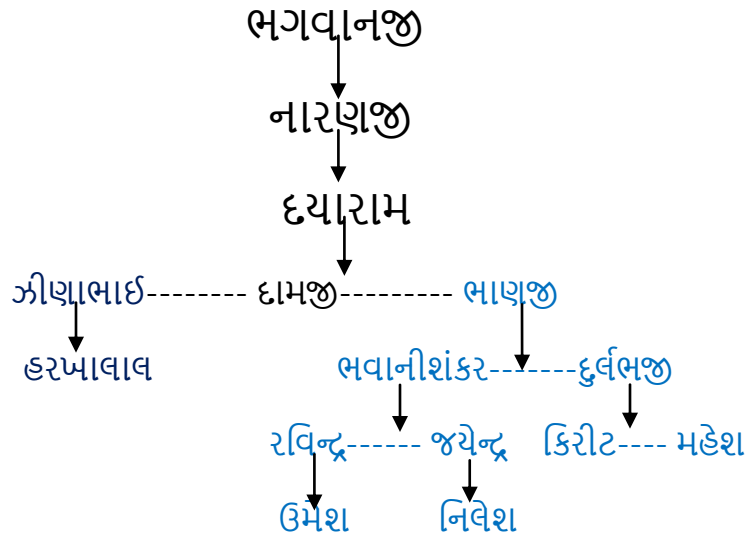 ભગવાનજી
નારણજી
દયારામ
ઝીણાભાઈ-------- દામજી--------- ભાણજી
હરખાલાલ ભવાનીશંકર-------દુર્લભજી
રવિન્દ્ર------ જયેન્દ્ર કિરીટ---- મહેશ
ઉમેશ નિલેશ